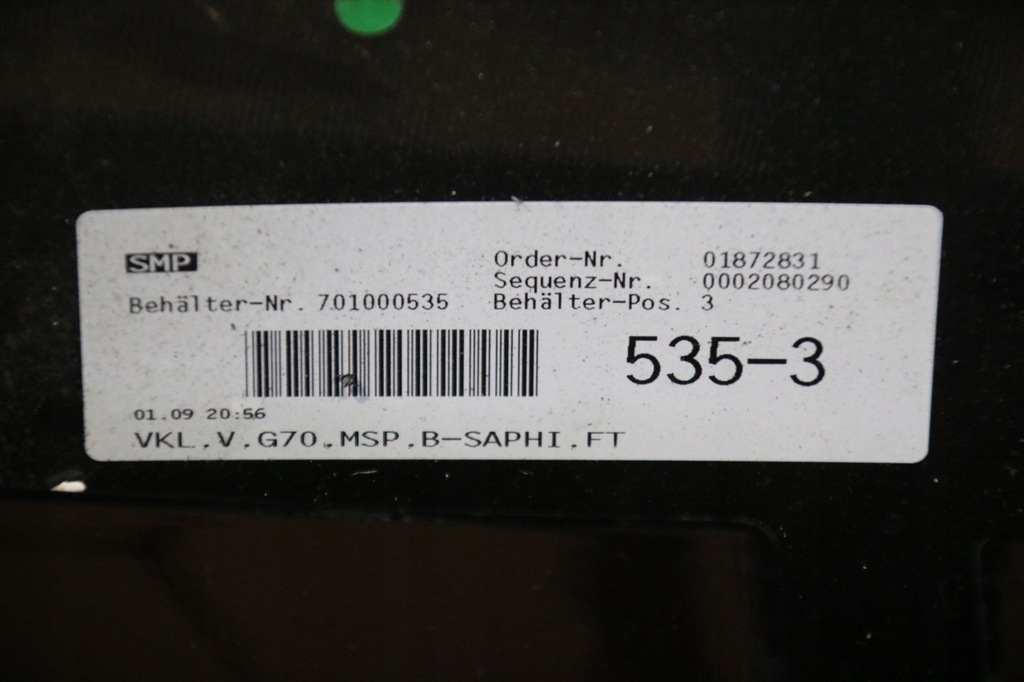 SMP
Order-Nr. 01872831
Sequenz-Nr. 0002080290
Behälter-Nr. 701000535
Behälter-Pos. 3
535-3
01.09 20:56
VKL.V.G70.MSP.B-SAPHI.FT